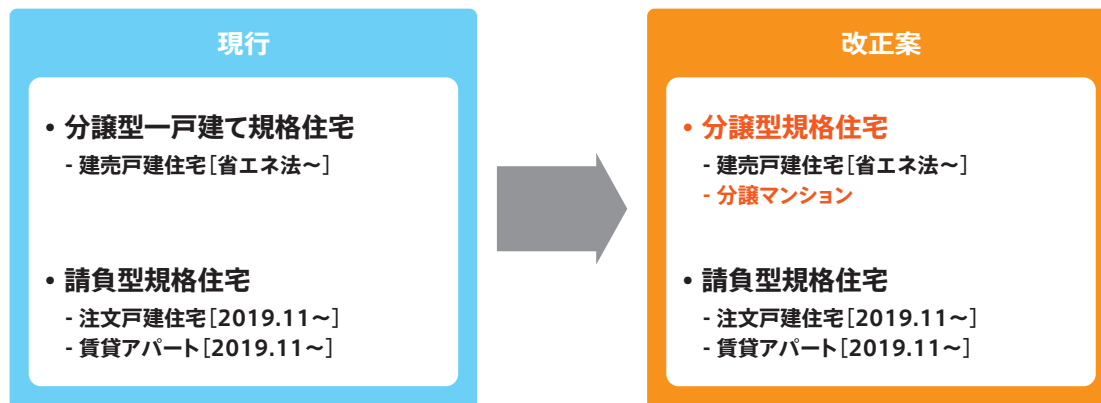 現行
• 分譲型一戸建て規格住宅
- 建売戸建住宅[省エネ法～]
• 請負型規格住宅
- 注文戸建住宅[2019.11～]
- 賃貸アパート[2019.11～]
改正案
• 分譲型規格住宅
- 建売戸建住宅[省エネ法～]
- 分譲マンション
• 請負型規格住宅
- 注文戸建住宅[2019.11～]
- 賃貸アパート[2019.11～]